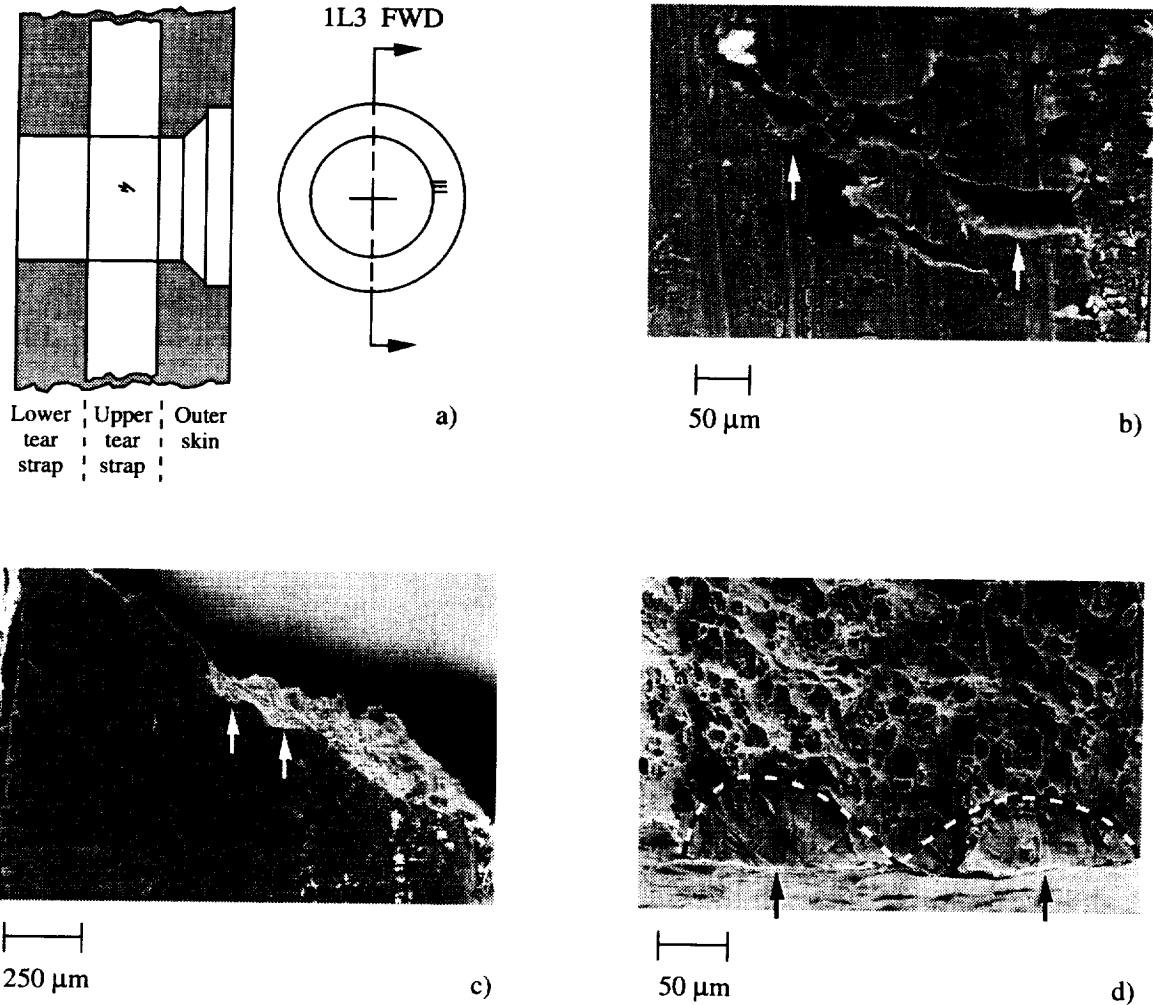 1L3 FWD
Lower tear strap
Upper tear strap
Outer skin
a)
50 μm
b)
250 μm
c)
50 μm
d)